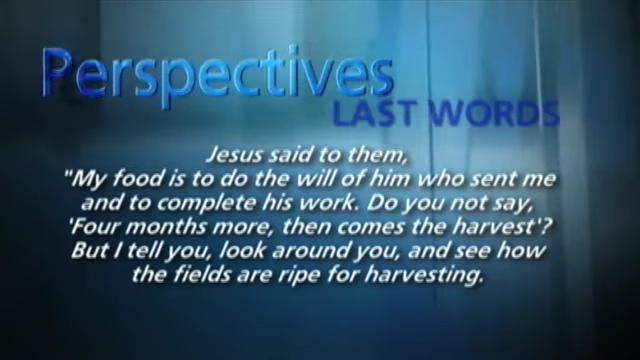 Perspectives
LAST WORDS
Jesus said to them,
"My food is to do the will of him who sent me
and to complete his work. Do you not say,
'Four months more, then comes the harvest'?
But I tell you, look around you, and see how
the fields are ripe for harvesting.